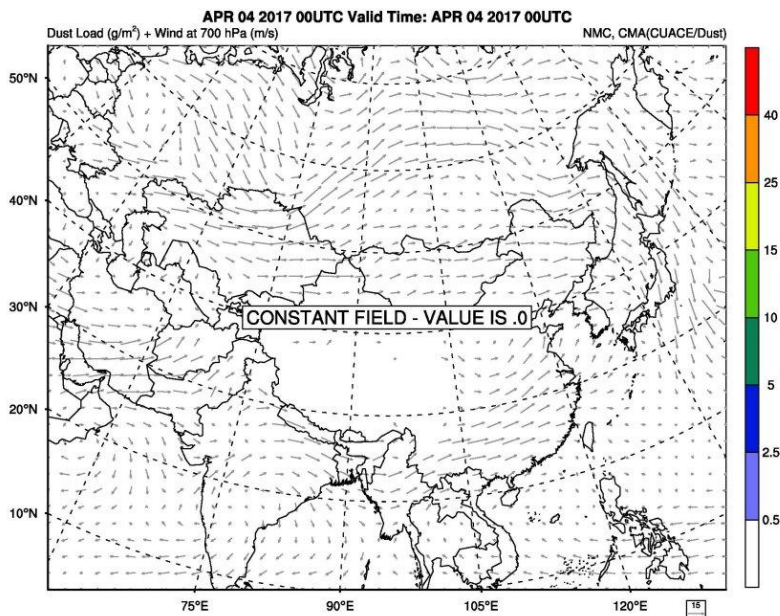 APR 04 2017 00UTC Valid Time: APR 04 2017 00UTC
Dust Load (g/m²) + Wind at 700 hPa (m/s)
NMC, CMA(CUACE/Dust)
50°N
40°N
30°N
20°N
10°N
CONSTANT FIELD - VALUE IS .0
75°E
90°E
105°E
120°E
40
25
15
10
5
2.5
0.5
15